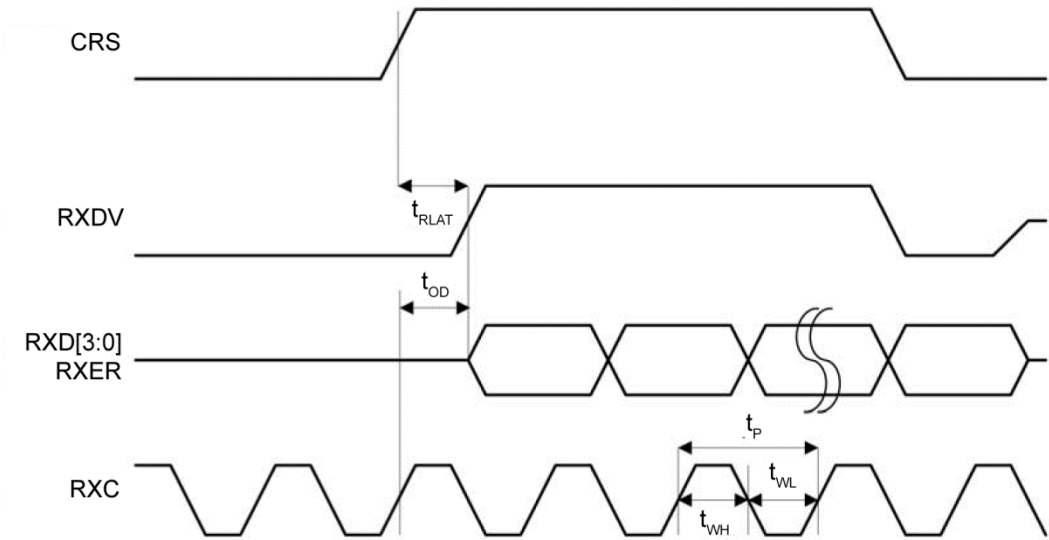 CRS
RXDV
tRLAT
tOD
RXD[3:0]
RXER
tP
RXC
tWH
tWL